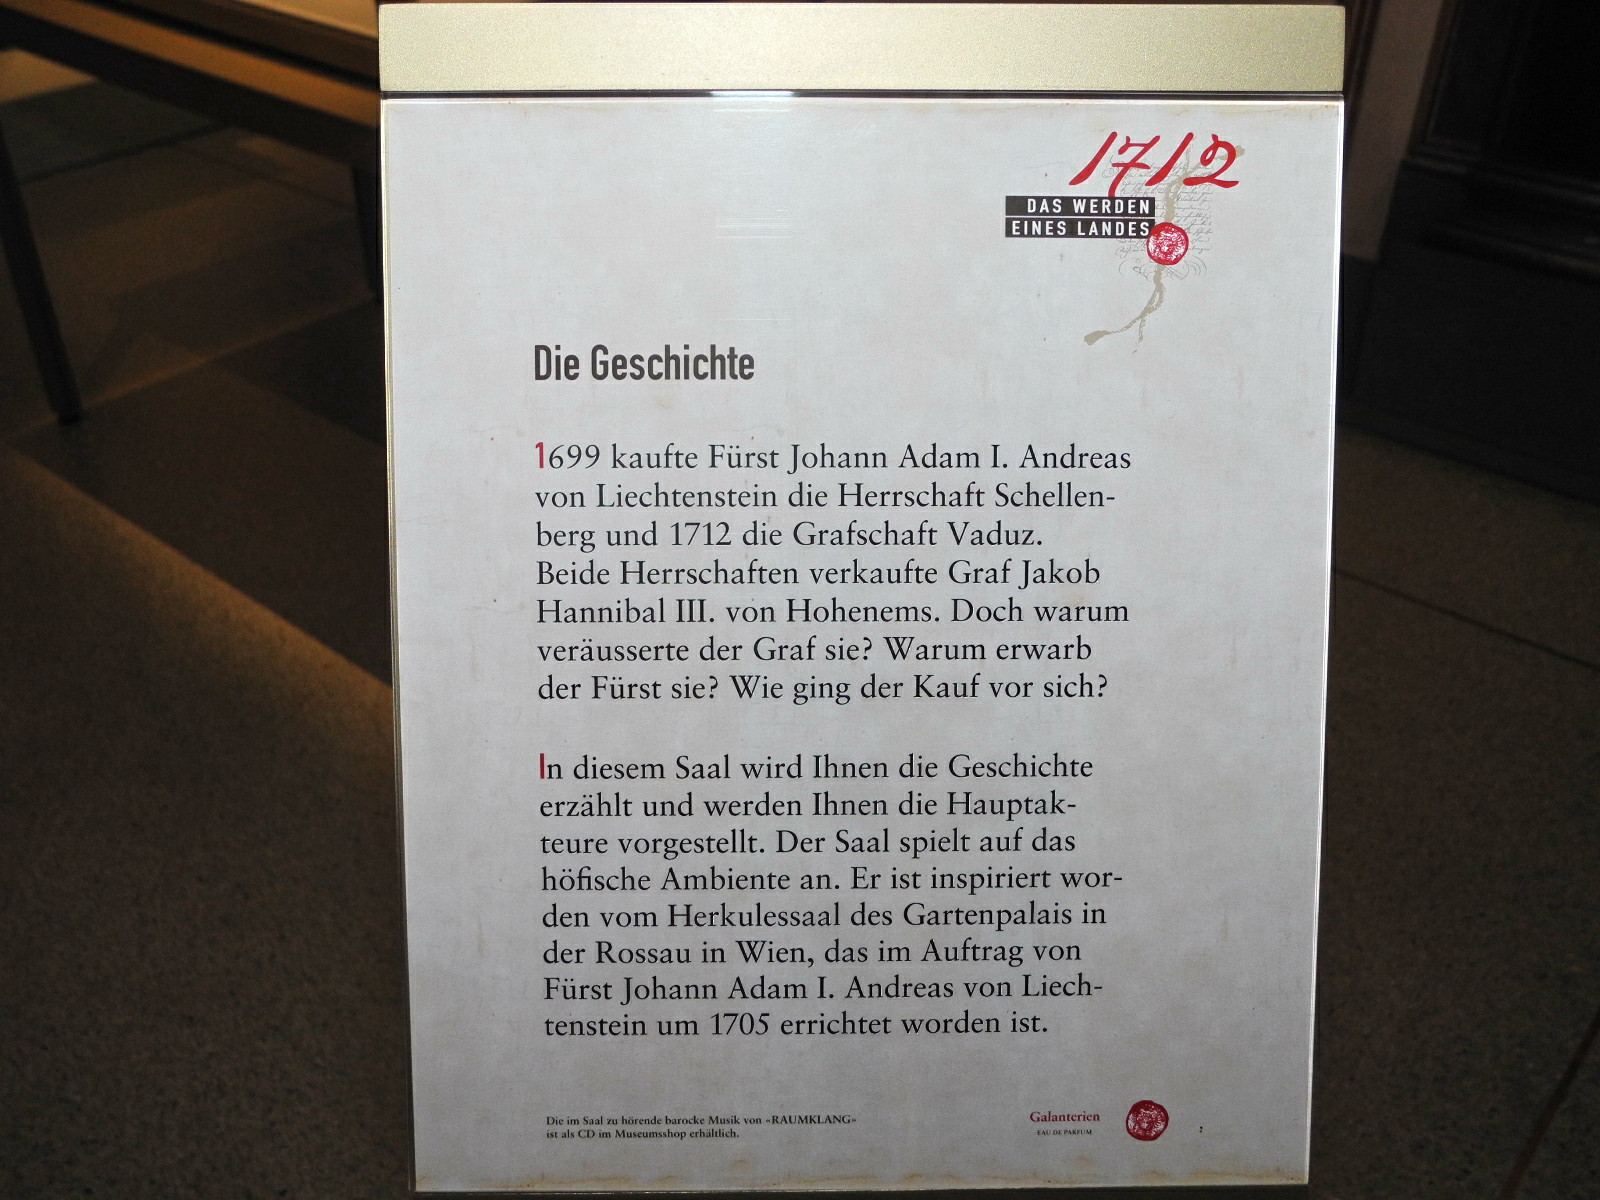 1712
DAS WERDEN
EINES LANDES
Die Geschichte
1699 kaufte Fürst Johann Adam I. Andreas
von Liechtenstein die Herrschaft Schellen-
berg und 1712 die Grafschaft Vaduz.
Beide Herrschaften verkaufte Graf Jakob
Hannibal III. von Hohenems. Doch warum
veräusserte der Graf sie? Warum erwarb
der Fürst sie? Wie ging der Kauf vor sich?
In diesem Saal wird Ihnen die Geschichte
erzählt und werden Ihnen die Hauptak-
teure vorgestellt. Der Saal spielt auf das
höfische Ambiente an. Er ist inspiriert wor-
den vom Herkulessaal des Gartenpalais in
der Rossau in Wien, das im Auftrag von
Fürst Johann Adam I. Andreas von Liech-
tenstein um 1705 errichtet worden ist.
Die im Saal zu hörende barocke Musik von «RAUMKLANG»
ist als CD im Museumsshop erhältlich.
Galanterien
EAU DE PARFUM